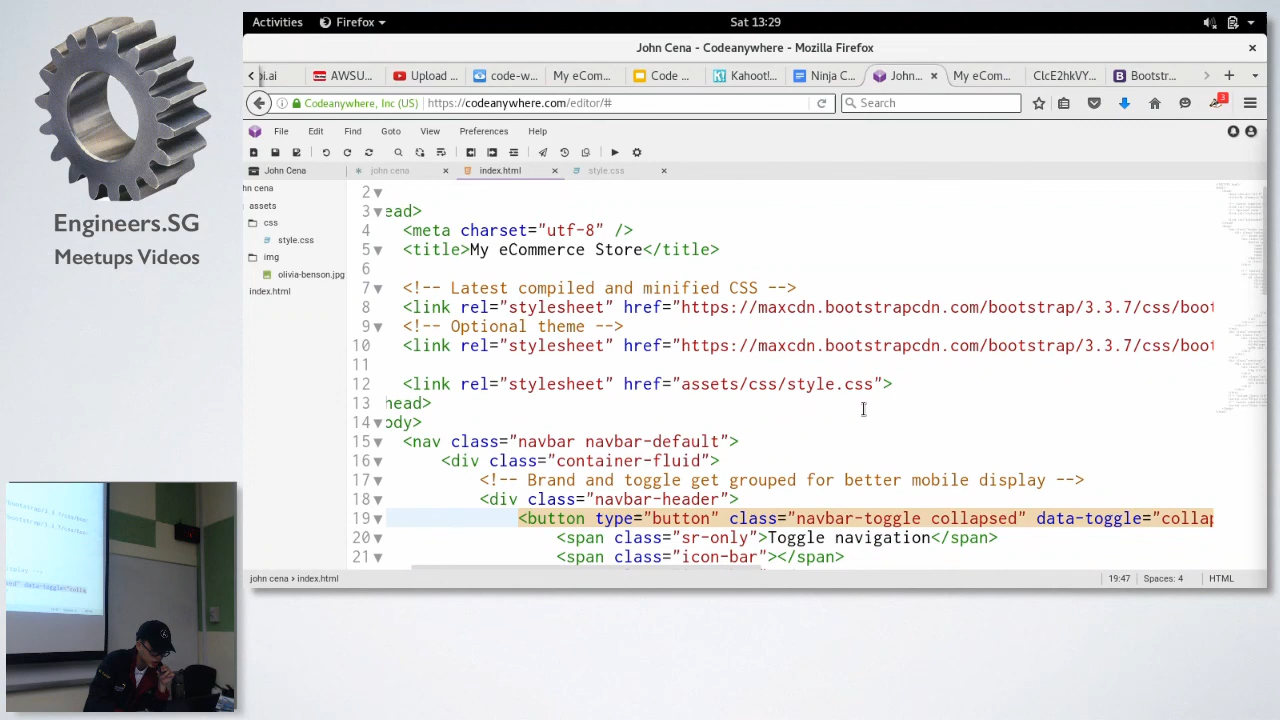 Activities
Firefox
Sat 13:29
John Cena - Codeanywhere - Mozilla Firefox
pi.ai
AWSU...
Upload ...
code-w...
My eCom...
Code ...
Kahoot!...
Ninja C...
John...
My eCom...
ClcE2hkVY...
Bootstr...
Codeanywhere, Inc (US)
https://codeanywhere.com/editor/#
Search
3
File
Edit
Find
Goto
View
Preferences
Help
John Cena
john cena
index.html
style.css
hn cena
assets
css
style.css
img
olivia-benson.jpg
index.html
2
3 ead>
4 <meta charset="utf-8" />
5 <title>My eCommerce Store</title>
6
7 <!-- Latest compiled and minified CSS -->
8 <link rel="stylesheet" href="https://maxcdn.bootstrapcdn.com/bootstrap/3.3.7/css/boot
9 <!-- Optional theme -->
10 <link rel="stylesheet" href="https://maxcdn.bootstrapcdn.com/bootstrap/3.3.7/css/boot
11
12 <link rel="stylesheet" href="assets/css/style.css">
13 head>
14 ody>
15 <nav class="navbar navbar-default">
16 <div class="container-fluid">
17 <!-- Brand and toggle get grouped for better mobile display -->
18 <div class="navbar-header">
19 <button type="button" class="navbar-toggle collapsed" data-toggle="collap
20 <span class="sr-only">Toggle navigation</span>
21 <span class="icon-bar"></span>
john cena › index.html
19:47
Spaces: 4
HTML
Engineers.SG
Meetups Videos